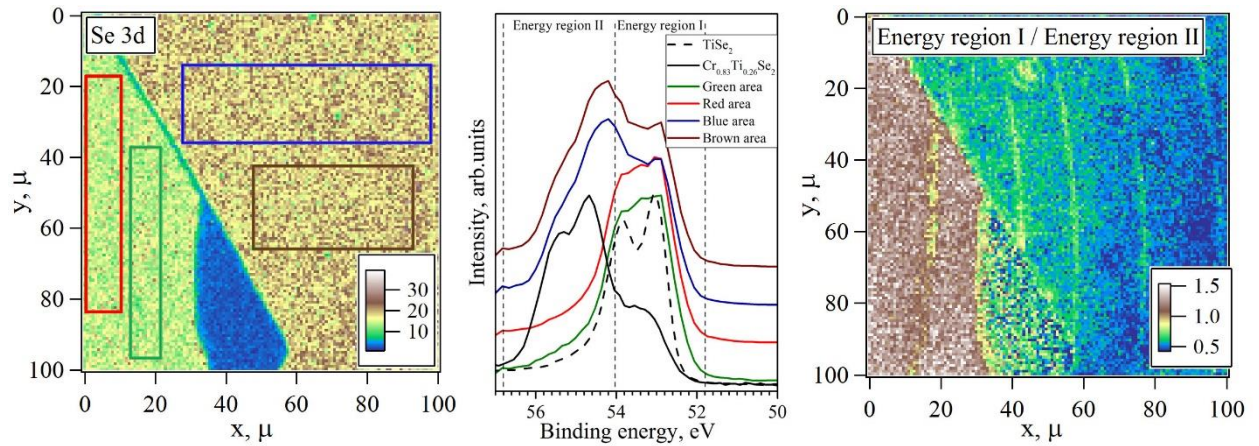 Se 3d
0
20
40
60
80
100
y, μ
0
20
40
60
80
100
x, μ
30
20
10
Energy region II
Energy region I
TiSe₂
Cr₀.₈₃Ti₀.₂₆Se₂
Green area
Red area
Blue area
Brown area
Intensity, arb.units
56
54
52
50
Binding energy, eV
Energy region I / Energy region II
0
20
40
60
80
100
y, μ
0
20
40
60
80
100
x, μ
1.5
1.0
0.5